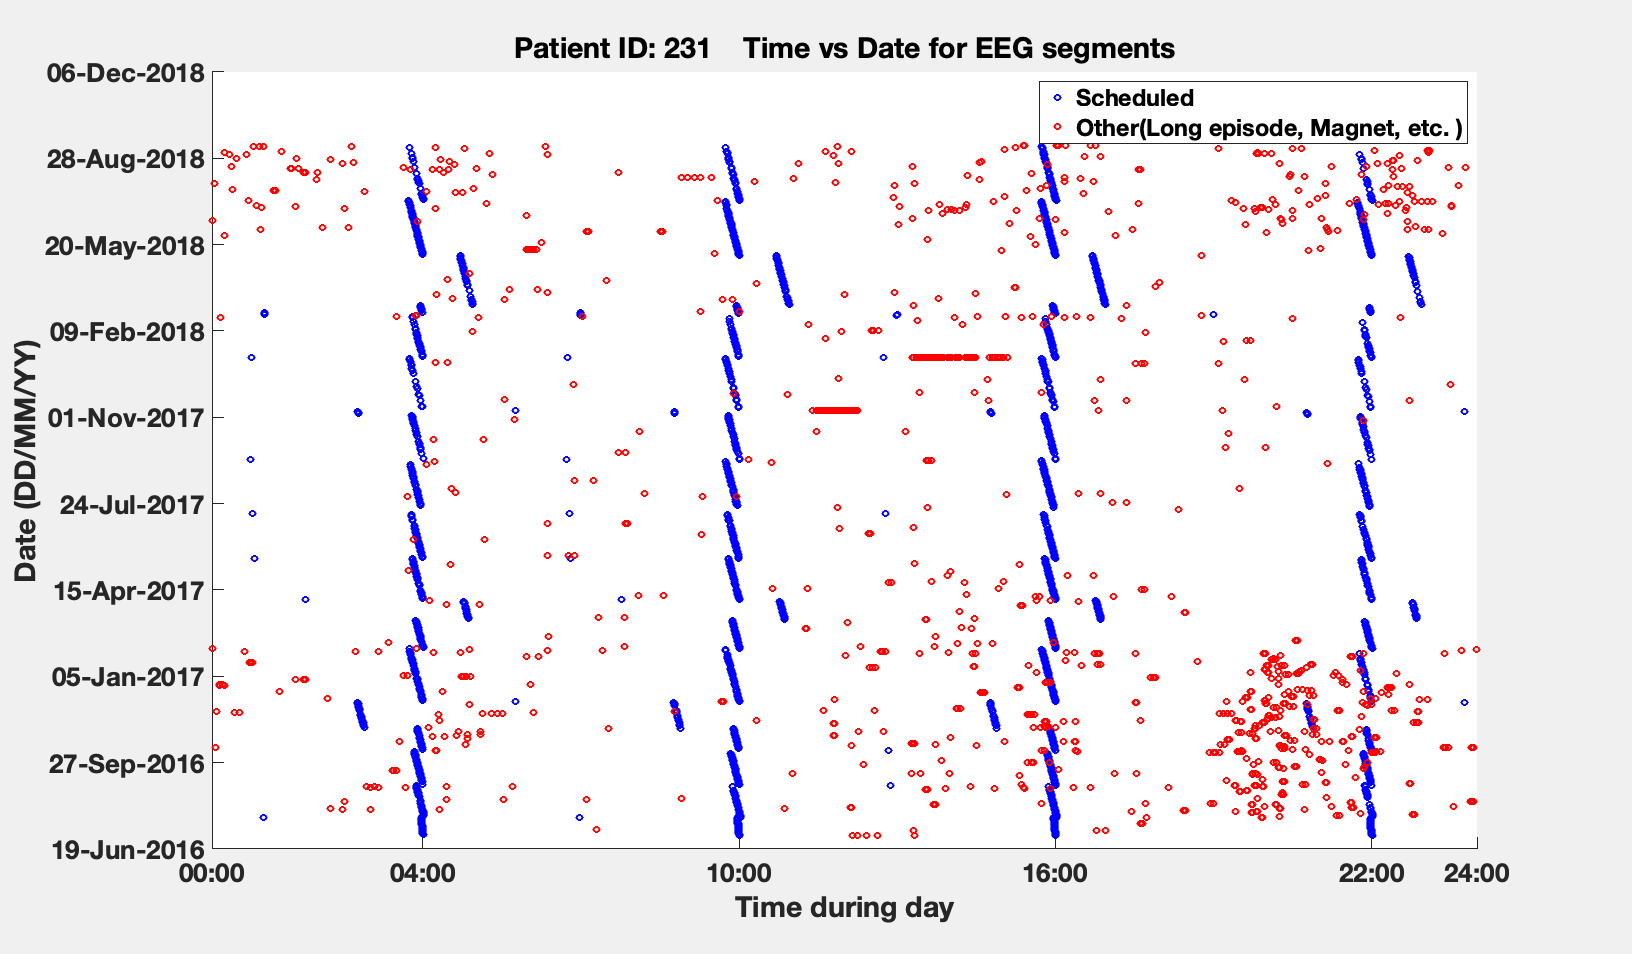 Patient ID: 231    Time vs Date for EEG segments
06-Dec-2018
28-Aug-2018
20-May-2018
09-Feb-2018
01-Nov-2017
24-Jul-2017
15-Apr-2017
05-Jan-2017
27-Sep-2016
19-Jun-2016
Date (DD/MM/YY)
Scheduled
Other(Long episode, Magnet, etc. )
00:00 04:00 10:00 16:00 22:00 24:00
Time during day